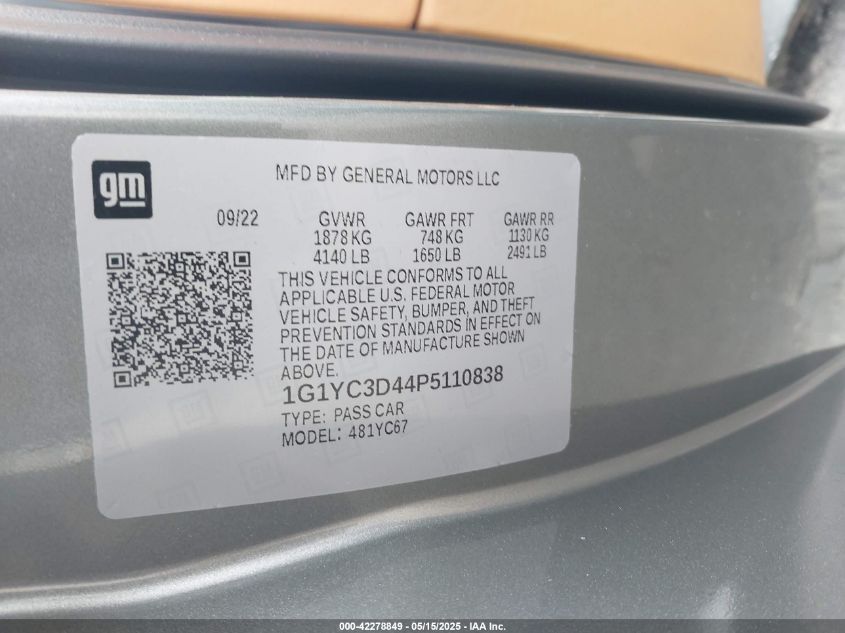 gm
MFD BY GENERAL MOTORS LLC
09/22 GVWR GAWR FRT GAWR RR
1878 KG 748 KG 1130 KG
4140 LB 1650 LB 2491 LB
THIS VEHICLE CONFORMS TO ALL
APPLICABLE U.S. FEDERAL MOTOR
VEHICLE SAFETY, BUMPER, AND THEFT
PREVENTION STANDARDS IN EFFECT ON
THE DATE OF MANUFACTURE SHOWN
ABOVE.
1G1YC3D44P5110838
TYPE: PASS CAR
MODEL: 481YC67
000-42278849 - 05/15/2025 - IAA Inc.